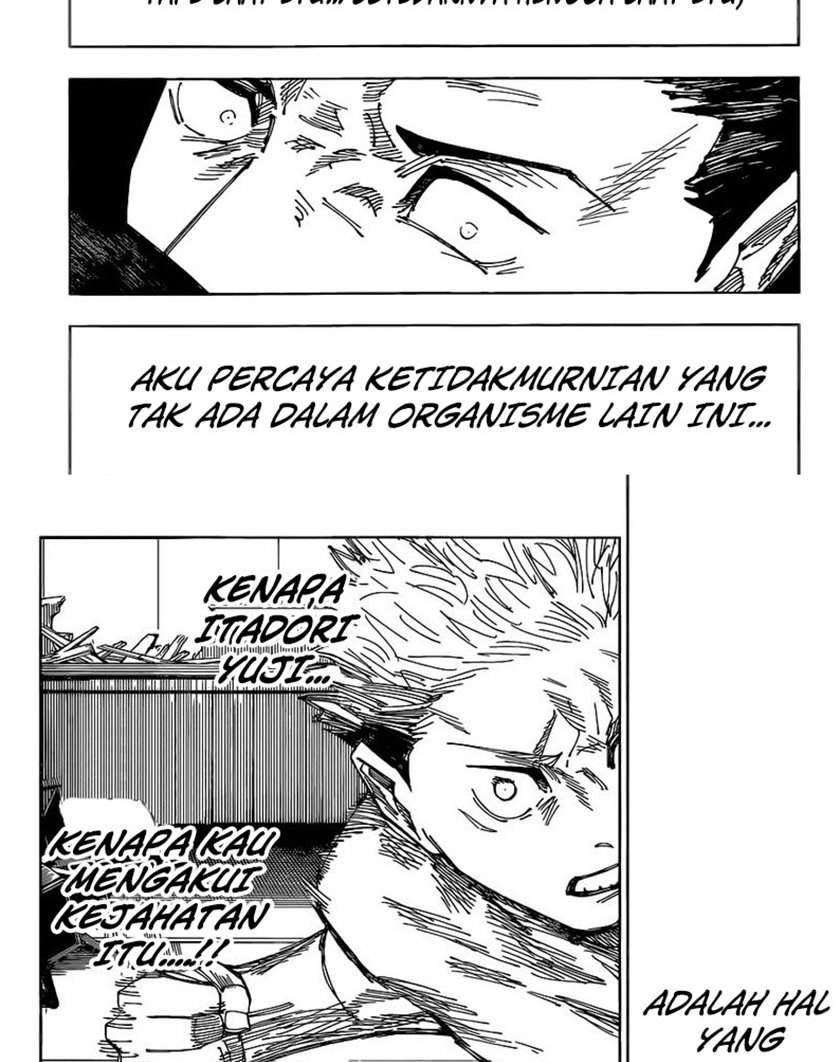 AKU PERCAYA KETIDAKMURNIAN YANG
TAK ADA DALAM ORGANISME LAIN INI...
KENAPA
ITADORI
YUJI...
KENAPA KAU
MENGAKUI
KEJAHATAN
ITU....!!
ADALAH HAL
YANG